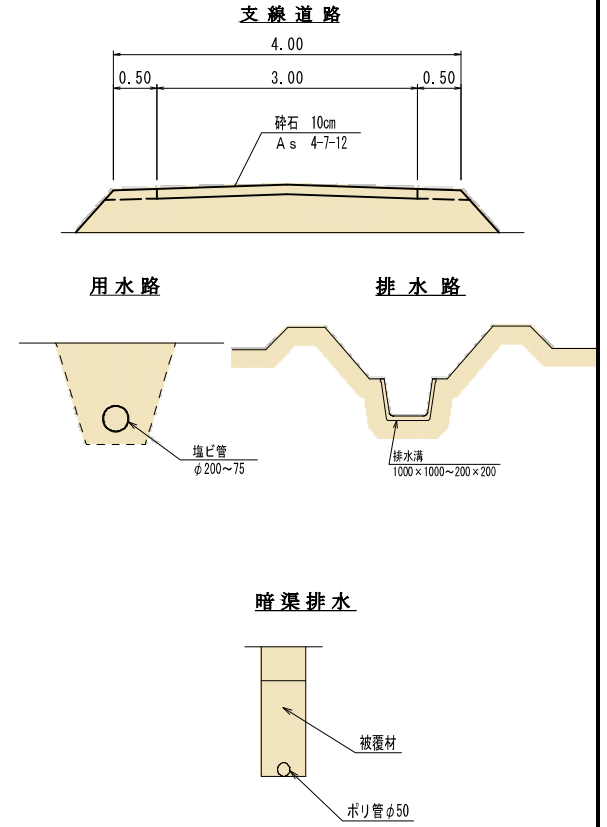 支線道路
4.00
0.50 3.00 0.50
砕石 10cm
As 4-7-12
用水路 排水路
塩ビ管
φ200～75
排水溝
1000×1000～200×200
暗渠排水
被覆材
ポリ管φ50